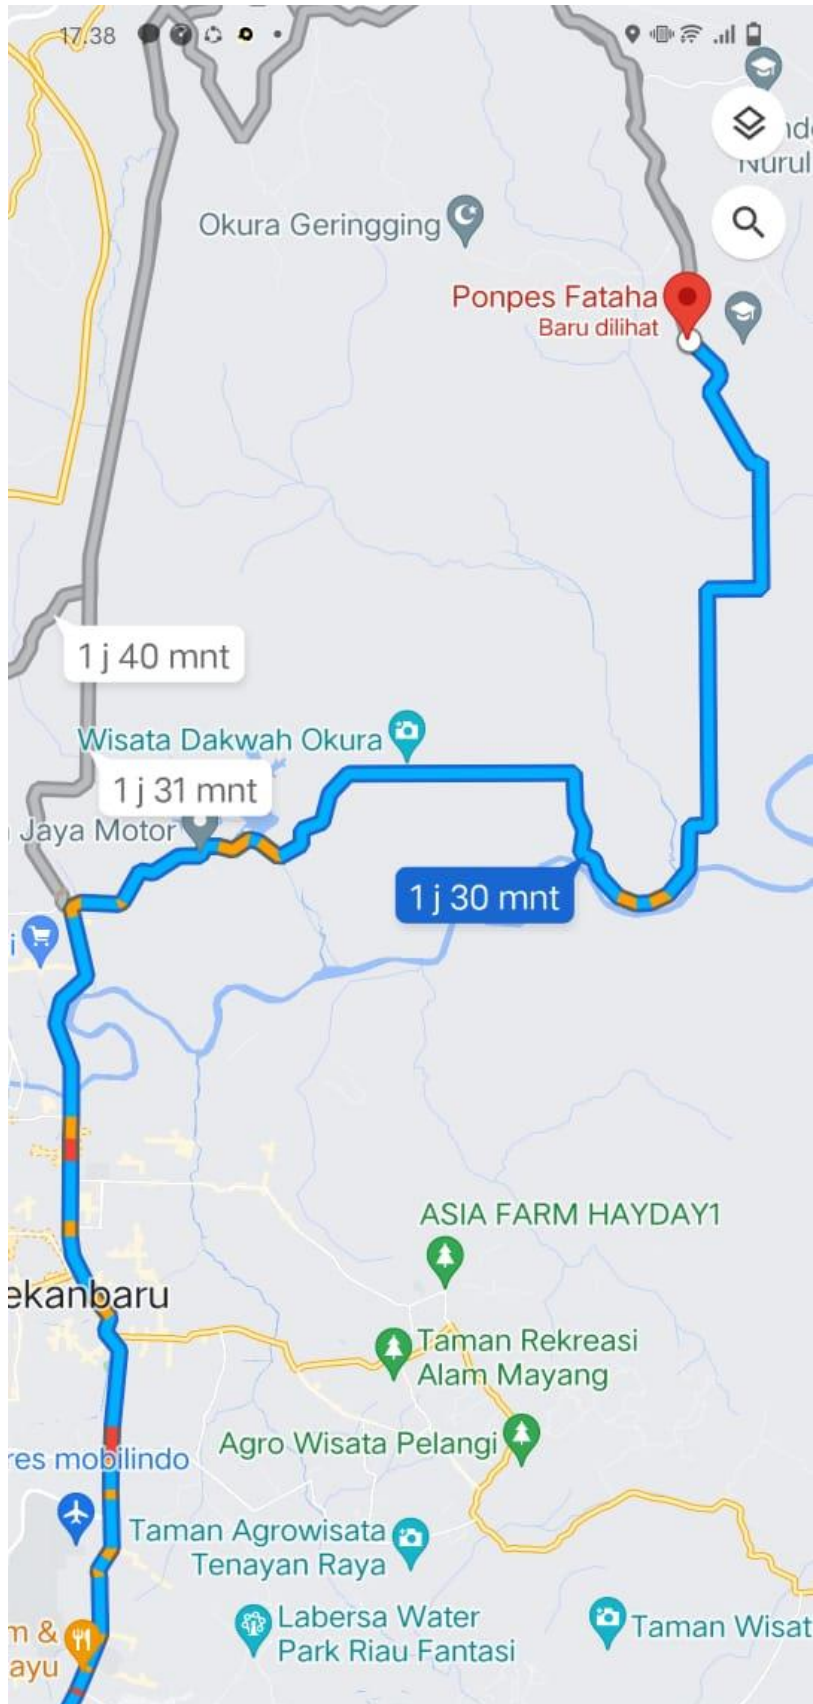 17.38
Nurul
Okura Geringging
Ponpes Fataha
Baru dilihat
1 j 40 mnt
Wisata Dakwah Okura
1 j 31 mnt
Jaya Motor
1 j 30 mnt
ASIA FARM HAYDAY1
ekanbaru
Taman Rekreasi
Alam Mayang
Agro Wisata Pelangi
res mobilindo
Taman Agrowisata
Tenayan Raya
Labersa Water
Park Riau Fantasi
Taman Wisat
m &
ayu